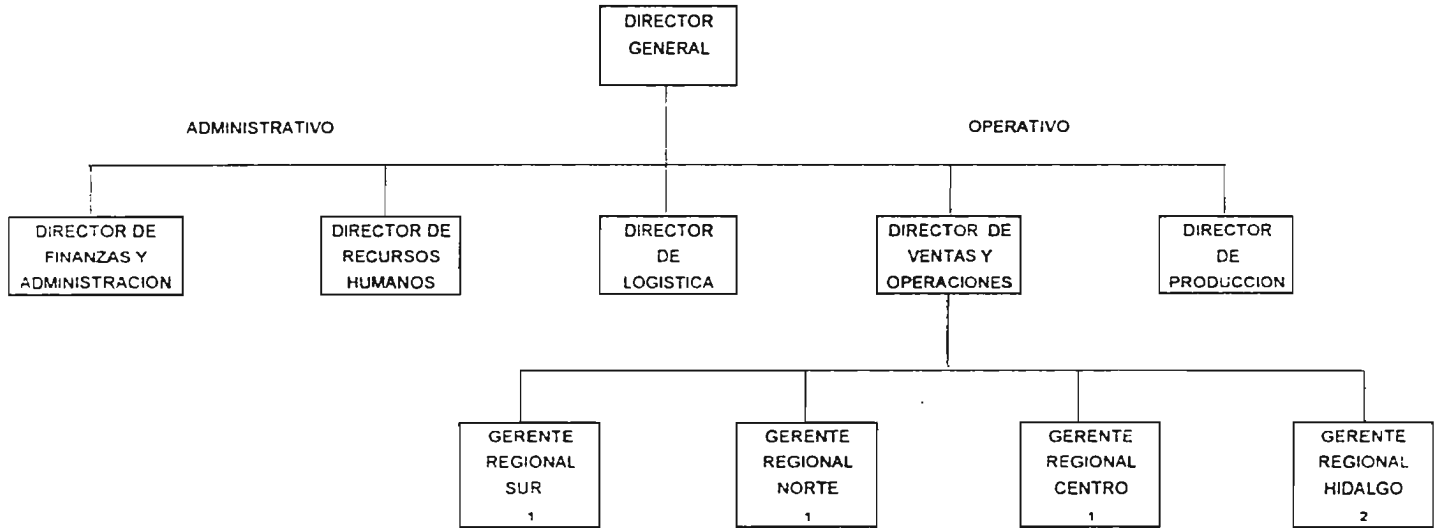 DIRECTOR
GENERAL
ADMINISTRATIVO
OPERATIVO
DIRECTOR DE
FINANZAS Y
ADMINISTRACION
DIRECTOR DE
RECURSOS
HUMANOS
DIRECTOR
DE
LOGISTICA
DIRECTOR DE
VENTAS Y
OPERACIONES
DIRECTOR
DE
PRODUCCION
GERENTE
REGIONAL
SUR
1
GERENTE
REGIONAL
NORTE
1
GERENTE
REGIONAL
CENTRO
1
GERENTE
REGIONAL
HIDALGO
2